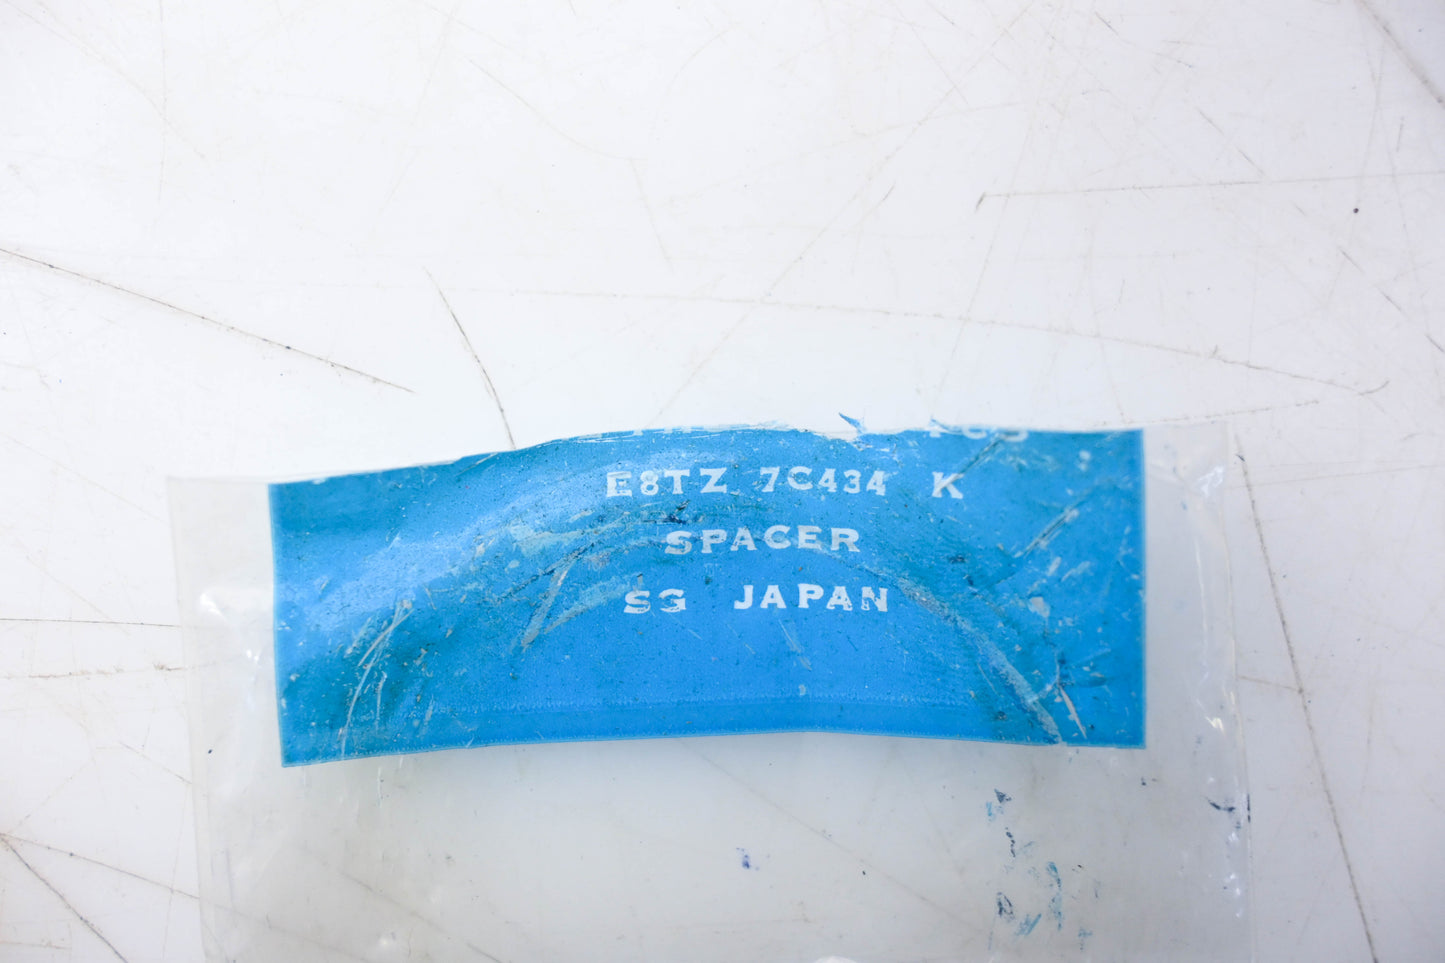 E8TZ 7C434 K
SPACER
SG JAPAN